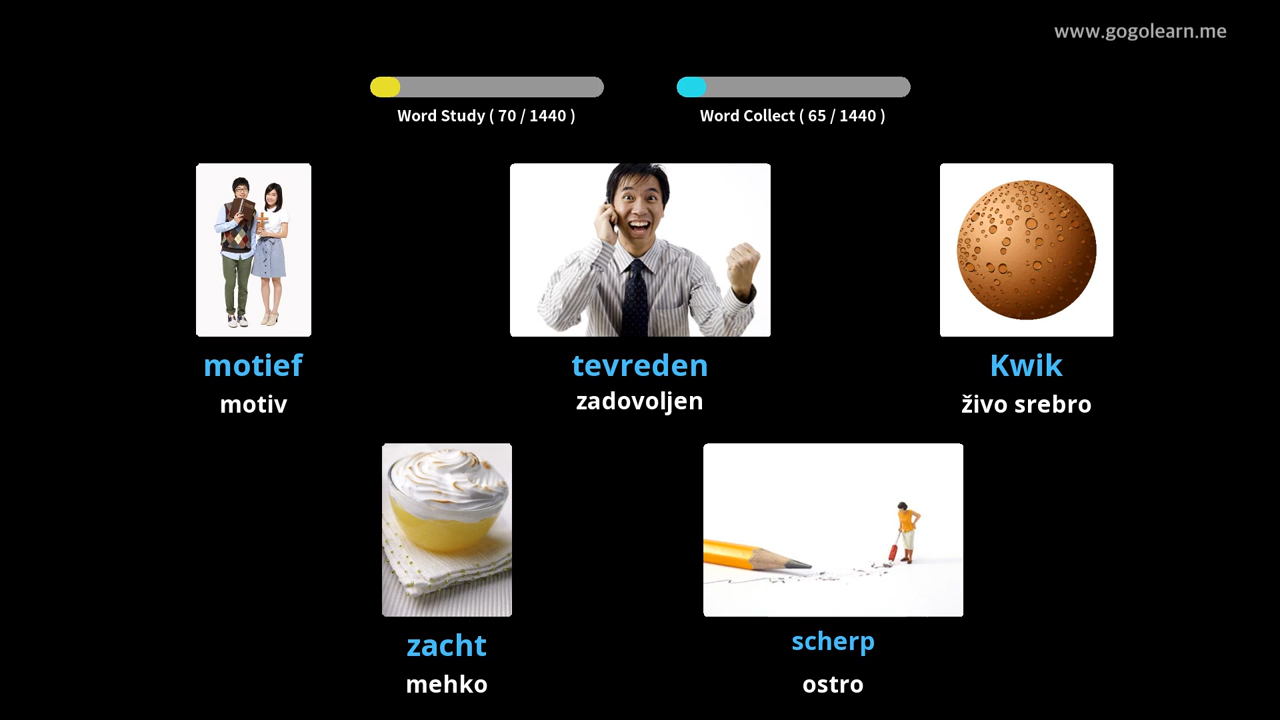 www.gogolearn.me
Word Study ( 70 / 1440 )
Word Collect ( 65 / 1440 )
motief
motiv
tevreden
zadovoljen
Kwik
živo srebro
zacht
mehko
scherp
ostro